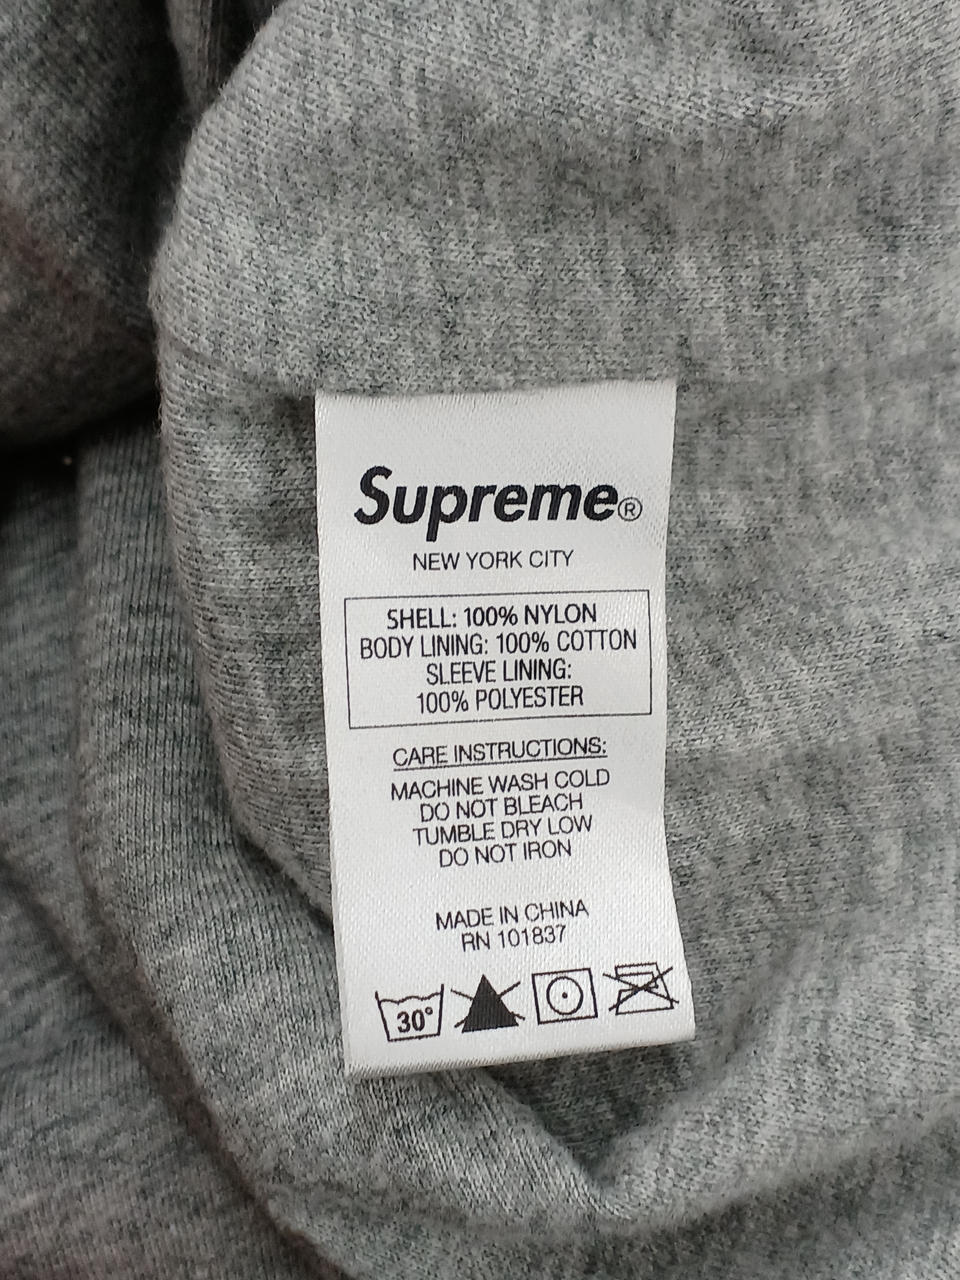 Supreme®
NEW YORK CITY
SHELL: 100% NYLON
BODY LINING: 100% COTTON
SLEEVE LINING:
100% POLYESTER
CARE INSTRUCTIONS:
MACHINE WASH COLD
DO NOT BLEACH
TUMBLE DRY LOW
DO NOT IRON
MADE IN CHINA
RN 101837
30°